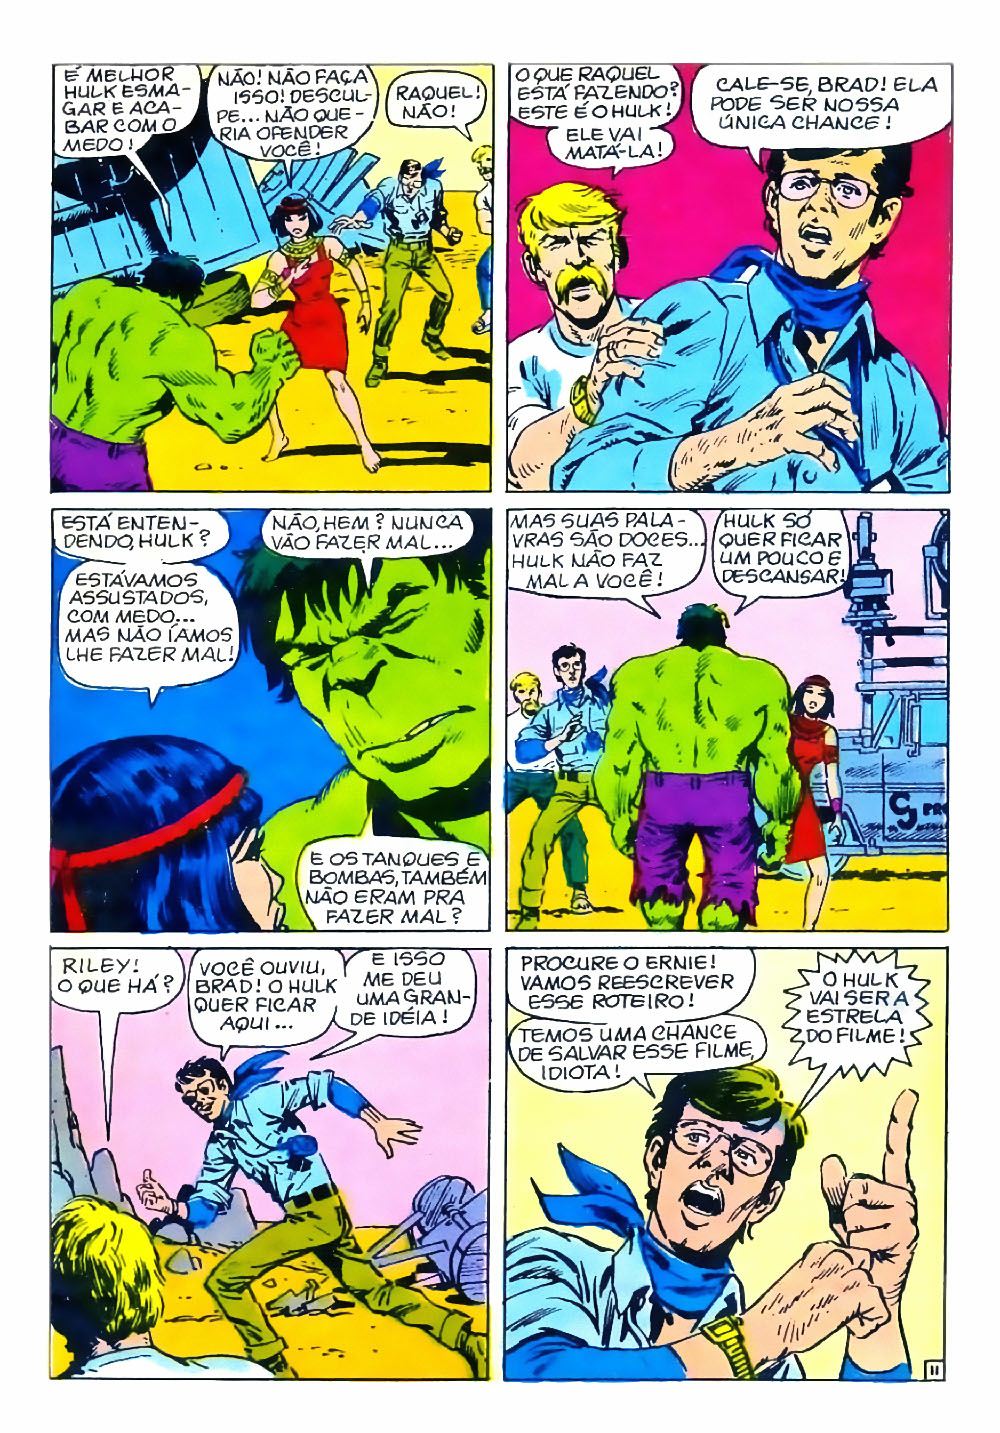 É MELHOR
HULK ESMA-
GAR E ACA-
BAR COM O
MEDO!
NÃO! NÃO FAÇA
ISSO! DESCUL-
PE... NÃO QUE-
RIA OFENDER
VOCÊ!
RAQUEL!
NÃO!
O QUE RAQUEL
ESTÁ FAZENDO?
ESTE É O HULK!
ELE VAI
MATÁ-LA!
CALE-SE, BRAD! ELA
PODE SER NOSSA
ÚNICA CHANCE!
ESTÁ ENTEN-
DENDO, HULK?
ESTÁVAMOS
ASSUSTADOS,
COM MEDO...
MAS NÃO ÍAMOS
LHE FAZER MAL!
NÃO, HEM? NUNCA
VÃO FAZER MAL...
E OS TANQUES E
BOMBAS, TAMBÉM
NÃO ERAM PRA
FAZER MAL?
MAS SUAS PALA-
VRAS SÃO DOCES...
HULK NÃO FAZ
MAL A VOCÊ!
HULK SÓ
QUER FICAR
UM POUCO E
DESCANSAR!
G PRO
RILEY!
O QUE HÁ?
VOCÊ OUVIU,
BRAD! O HULK
QUER FICAR
AQUI...
E ISSO
ME DEU
UMA GRAN-
DE IDÉIA!
PROCURE O ERNIE!
VAMOS REESCREVER
ESSE ROTEIRO!
TEMOS UMA CHANCE
DE SALVAR ESSE FILME,
IDIOTA!
O HULK
VAI SER A
ESTRELA
DO FILME!
11